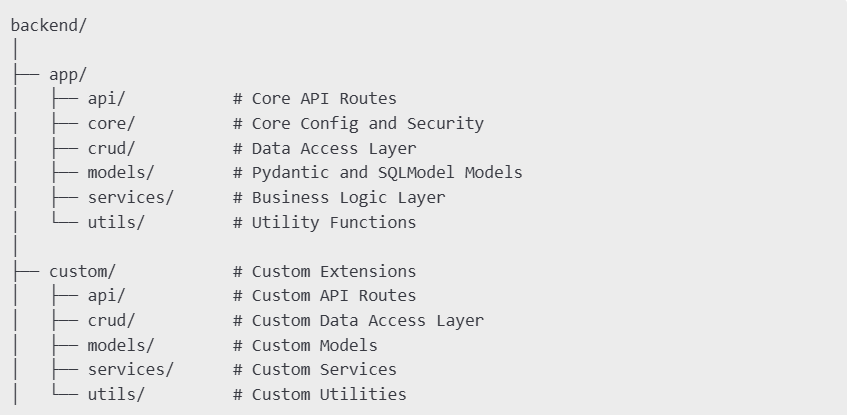 backend/
│
├── app/
│   ├── api/           # Core API Routes
│   ├── core/          # Core Config and Security
│   ├── crud/          # Data Access Layer
│   ├── models/        # Pydantic and SQLModel Models
│   ├── services/      # Business Logic Layer
│   └── utils/         # Utility Functions
│
├── custom/            # Custom Extensions
│   ├── api/           # Custom API Routes
│   ├── crud/          # Custom Data Access Layer
│   ├── models/        # Custom Models
│   ├── services/      # Custom Services
│   └── utils/         # Custom Utilities